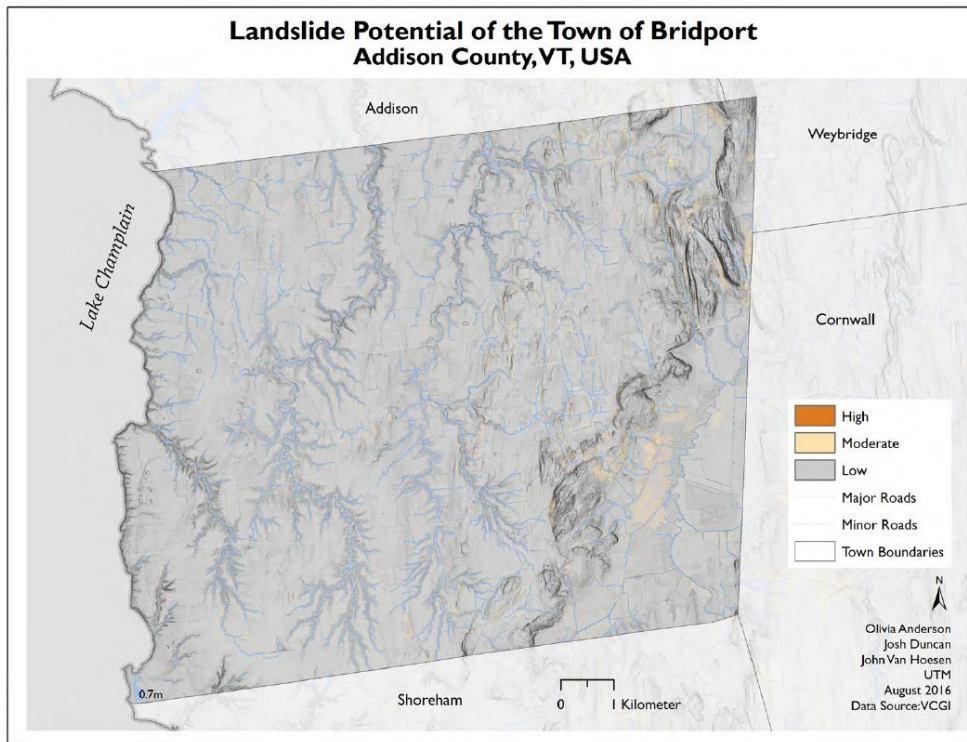 Landslide Potential of the Town of Bridport
Addison County, VT, USA
Addison
Weybridge
Lake Champlain
Cornwall
High
Moderate
Low
Major Roads
Minor Roads
Town Boundaries
N
Olivia Anderson
Josh Duncan
John Van Hoesen
UTM
August 2016
Data Source:VCGI
0.7m
Shoreham
0 1 Kilometer